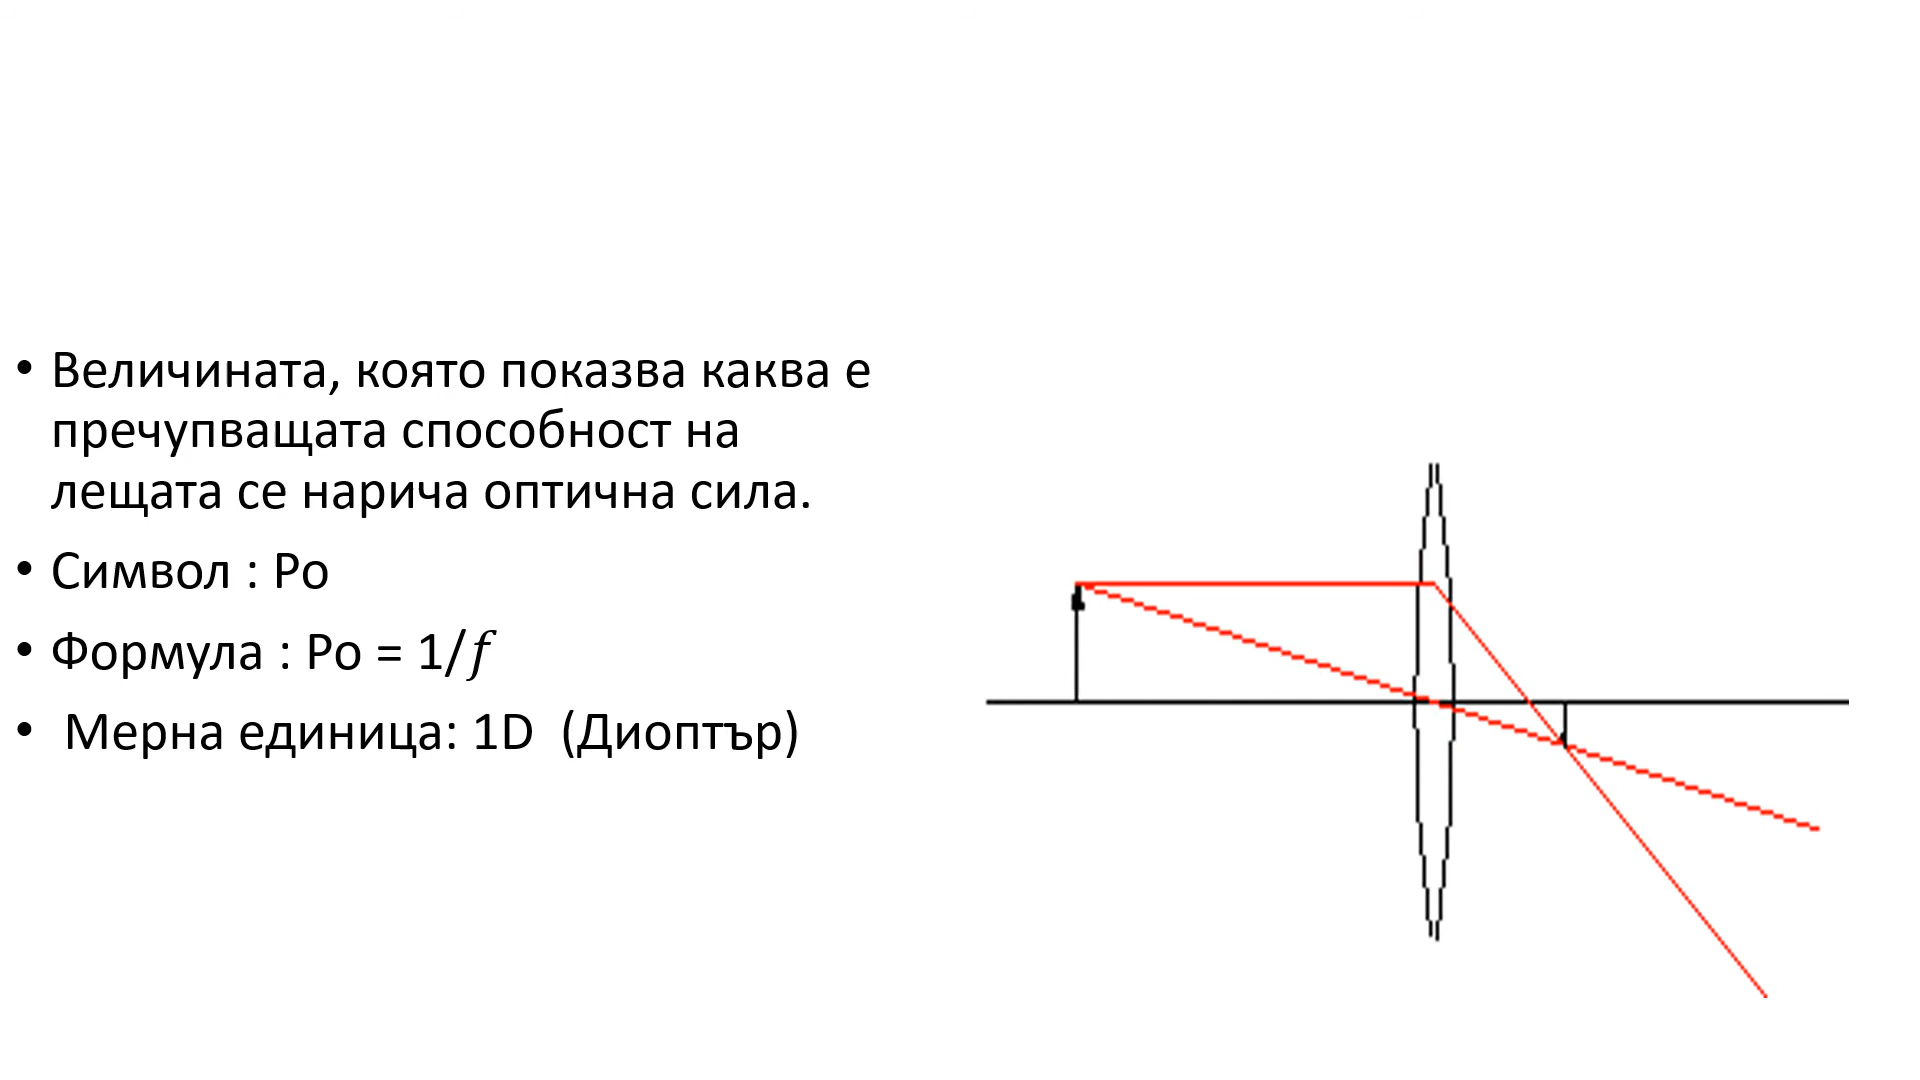 • Величината, която показва каква е
пречупващата способност на
лещата се нарича оптична сила.
• Символ : Po
• Формула : Po = 1/𝑓
• Мерна единица: 1D (Диоптър)